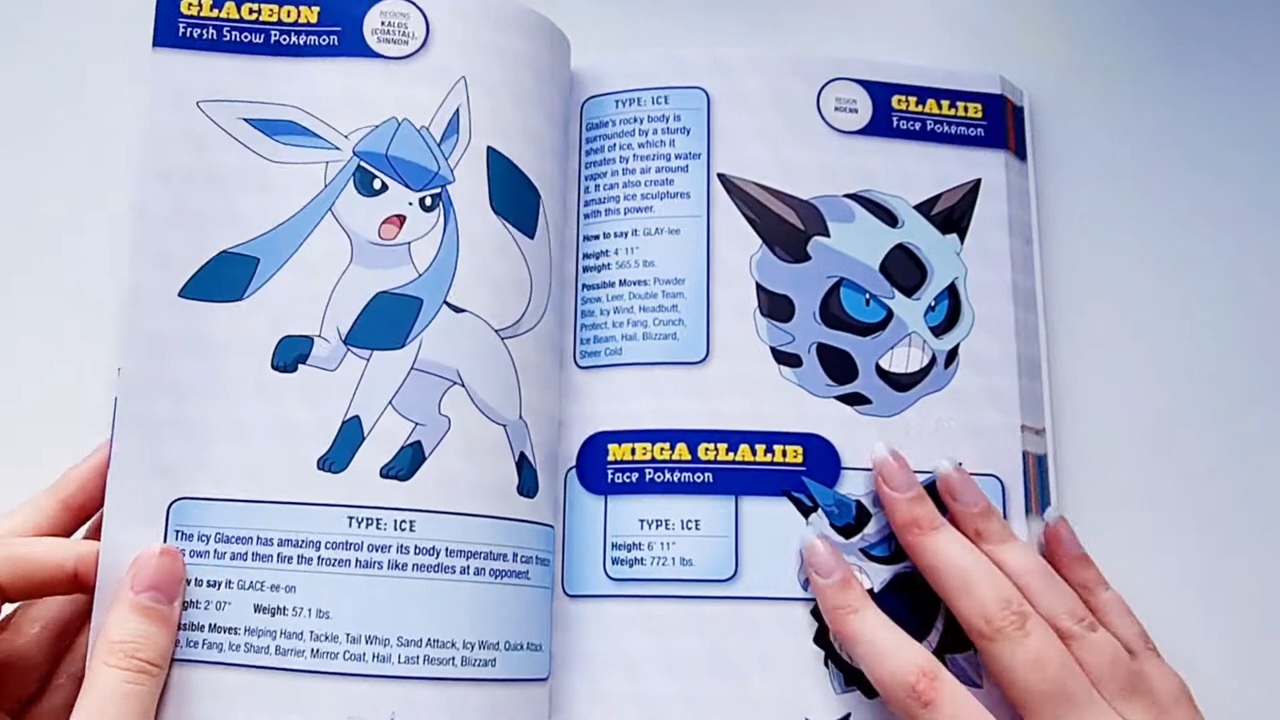 GLACEON
Fresh Snow Pokémon
REGIONS
KALOS
(COASTAL),
SINNOH
TYPE: ICE
The icy Glaceon has amazing control over its body temperature. It can freeze
own fur and then fire the frozen hairs like needles at an opponent.
to say it: GLACE-ee-on
2' 07" Weight: 57.1 lbs.
Moves: Helping Hand, Tackle, Tail Whip, Sand Attack, Icy Wind, Quick Attack,
Ice Fang, Ice Shard, Barrier, Mirror Coat, Hail, Last Resort, Blizzard
REGION
HOENN
GLALIE
Face Pokémon
TYPE: ICE
Glalie's rocky body is
surrounded by a sturdy
shell of ice, which it
creates by freezing water
vapor in the air around
it. It can also create
amazing ice sculptures
with this power.
How to say it: GLAY-lee
Height: 4' 11"
Weight: 565.5 lbs.
Possible Moves: Powder
Snow, Leer, Double Team,
Bite, Icy Wind, Headbutt,
Protect, Ice Fang, Crunch,
Ice Beam, Hail, Blizzard,
Sheer Cold
MEGA GLALIE
Face Pokémon
TYPE: ICE
Height: 6' 11"
Weight: 772.1 lbs.